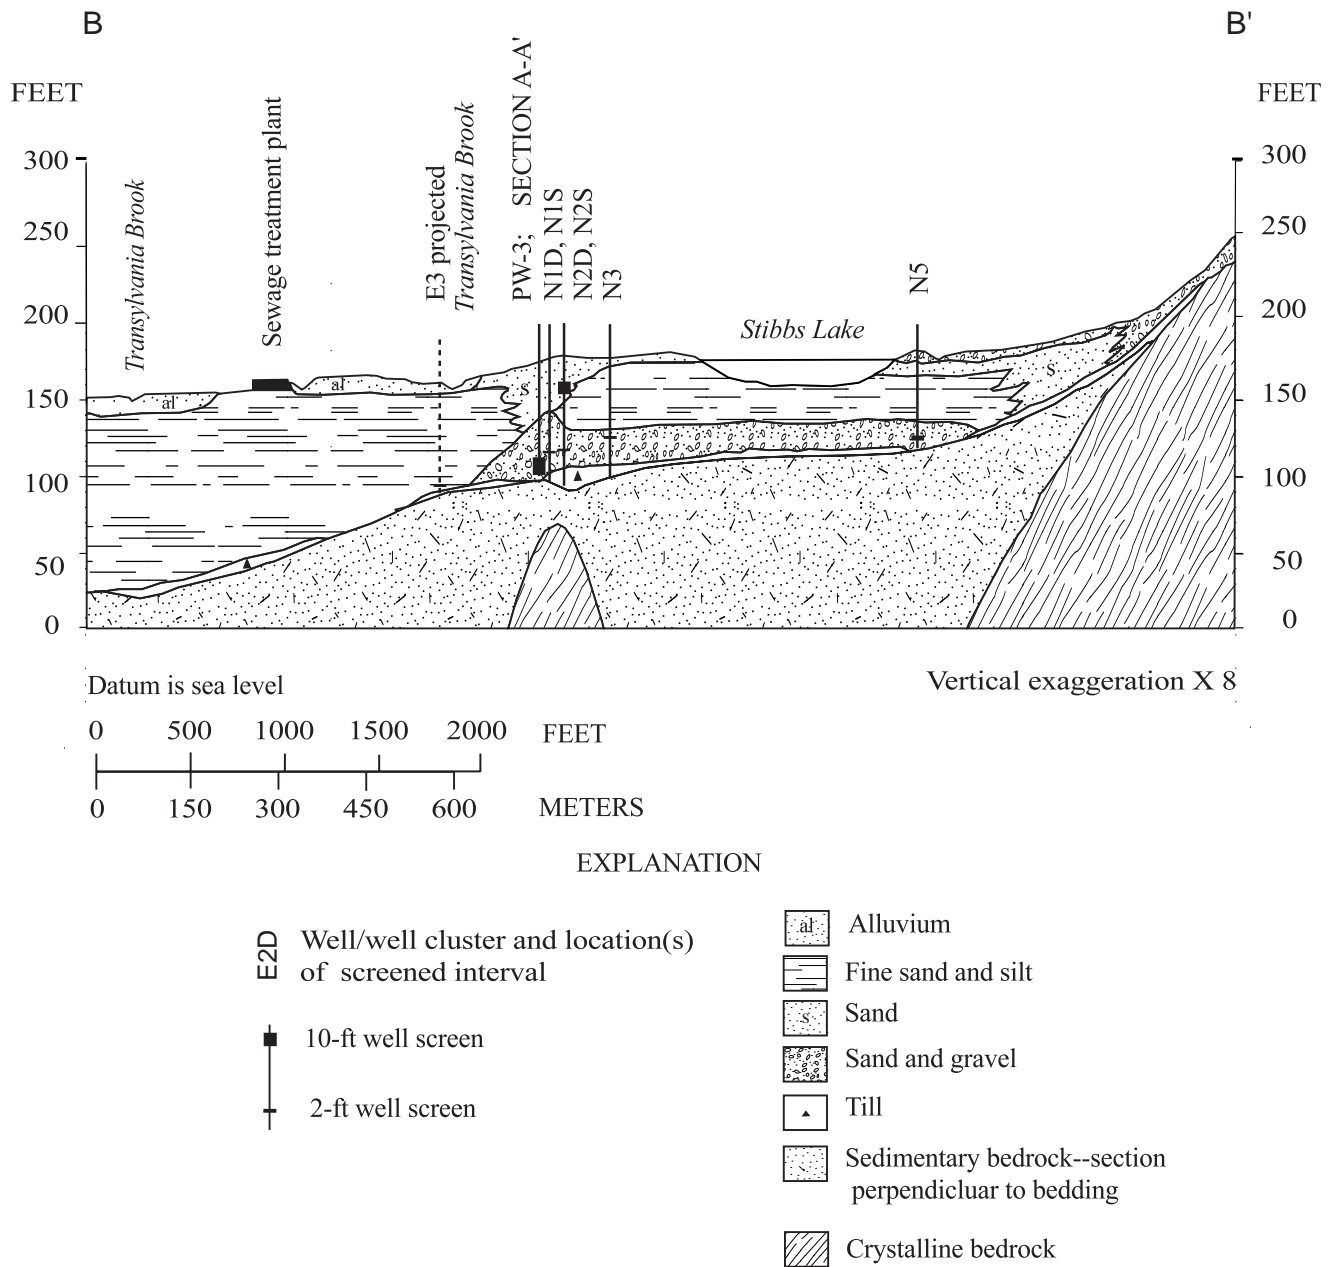 B
B'
FEET
FEET
Transylvania Brook
Sewage treatment plant
E3 projected
Transylvania Brook
PW-3; SECTION A-A'
N1D, N1S
N2D, N2S
N3
N5
Stibbs Lake
300
250
200
150
100
50
0
300
250
200
150
100
50
0
al
al
s
s
Datum is sea level
Vertical exaggeration X 8
0 500 1000 1500 2000 FEET
0 150 300 450 600 METERS
EXPLANATION
E2D
Well/well cluster and location(s)
of screened interval
10-ft well screen
2-ft well screen
al Alluvium
Fine sand and silt
s Sand
Sand and gravel
Till
Sedimentary bedrock--section
perpendicluar to bedding
Crystalline bedrock